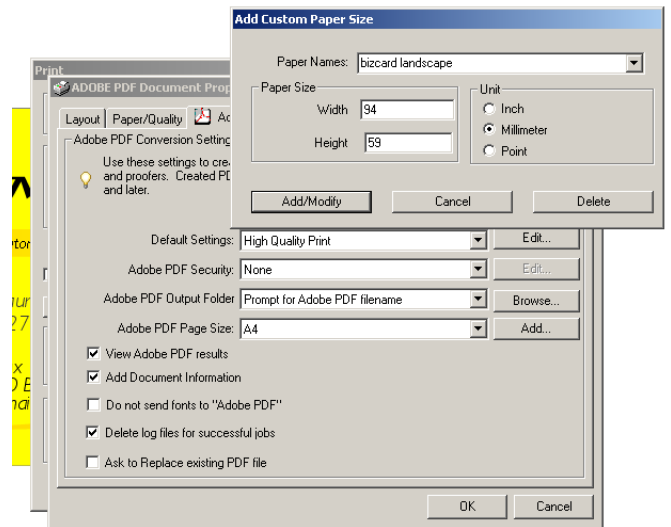 Add Custom Paper Size
Paper Names: bizcard landscape
Paper Size
Unit
Width 94
Inch
Millimeter
Height 59
Point
Add/Modify Cancel Delete
Print
ADOBE PDF Document Prop
Layout Paper/Quality
Adobe PDF Conversion Setting
Use these settings to crea
and proofers. Created PD
and later.
Default Settings: High Quality Print Edit...
Adobe PDF Security: None Edit...
Adobe PDF Output Folder Prompt for Adobe PDF filename Browse...
Adobe PDF Page Size: A4 Add...
View Adobe PDF results
Add Document Information
Do not send fonts to "Adobe PDF"
Delete log files for successful jobs
Ask to Replace existing PDF file
OK Cancel